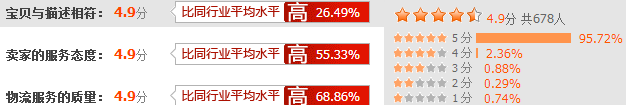 宝贝与描述相符： 4.9分 比同行业平均水平 高 26.49%
卖家的服务态度： 4.9分 比同行业平均水平 高 55.33%
物流服务的质量： 4.9分 比同行业平均水平 高 68.86%
4.9分 共678人
5 分 95.72%
4 分 2.36%
3 分 0.88%
2 分 0.29%
1 分 0.74%